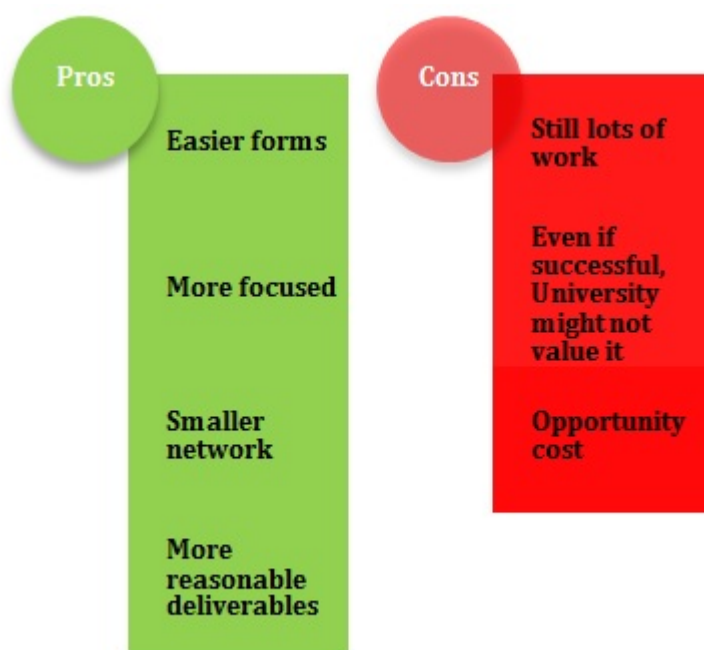 Pros
Easier forms
More focused
Smaller
network
More
reasonable
deliverables
Cons
Still lots of
work
Even if
successful,
University
might not
value it
Opportunity
cost